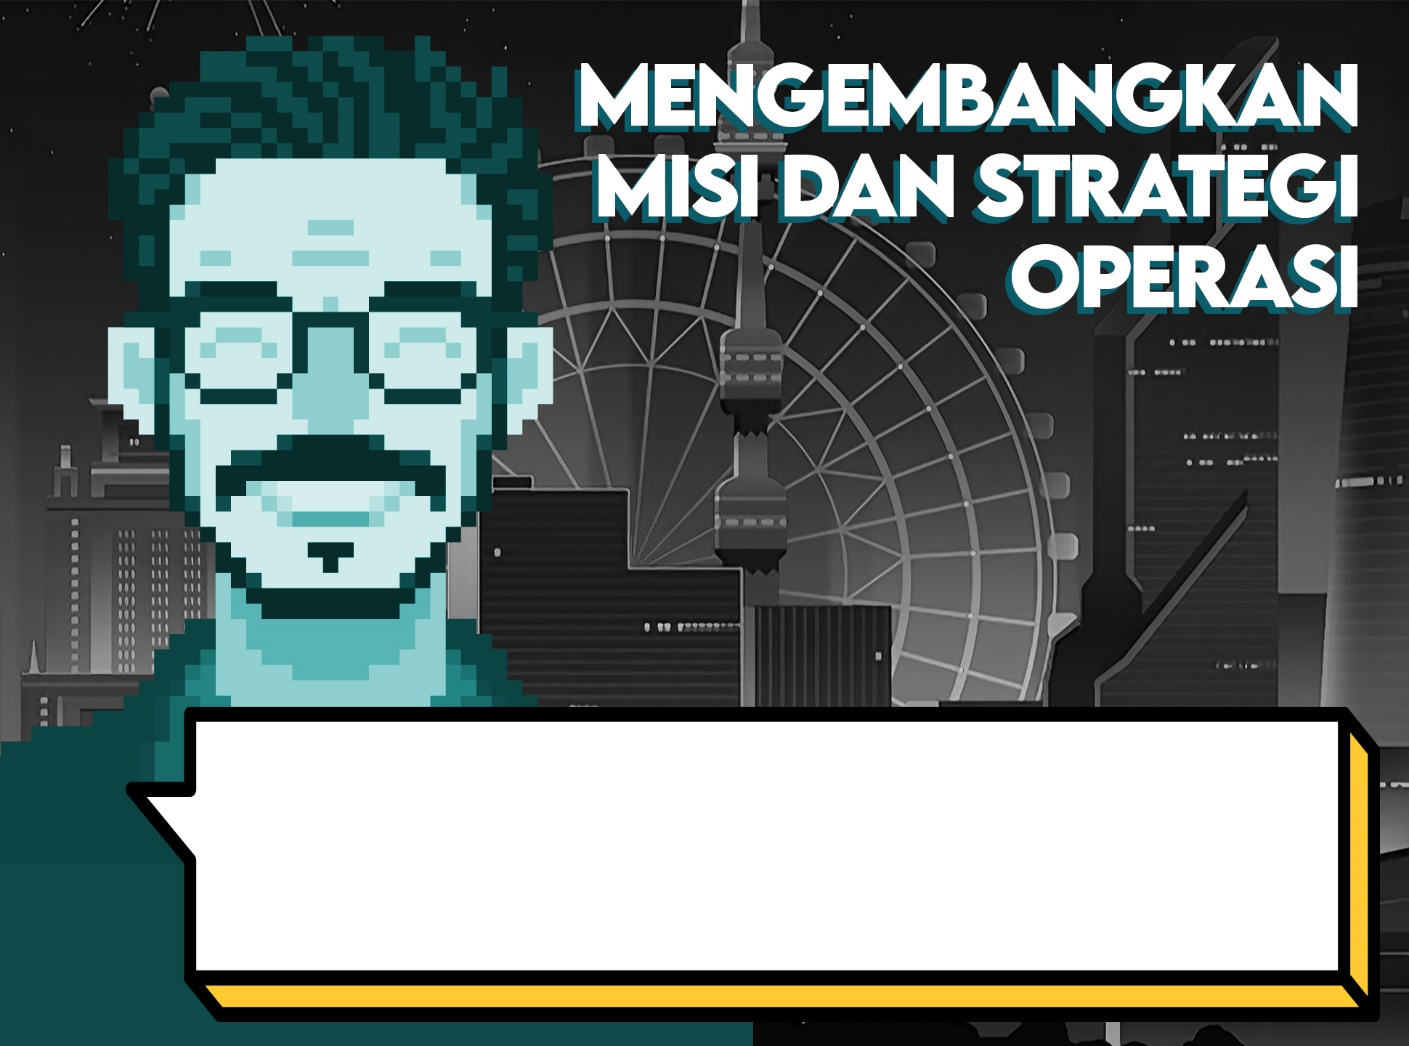 MENGEMBANGKAN
MISI DAN STRATEGI
OPERASI